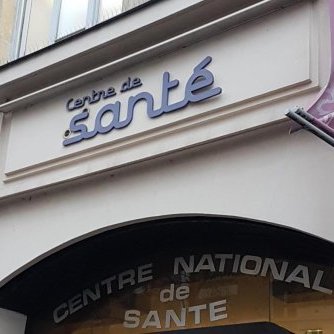 Centre de
santé
CENTRE NATIONAL
de
SANTE